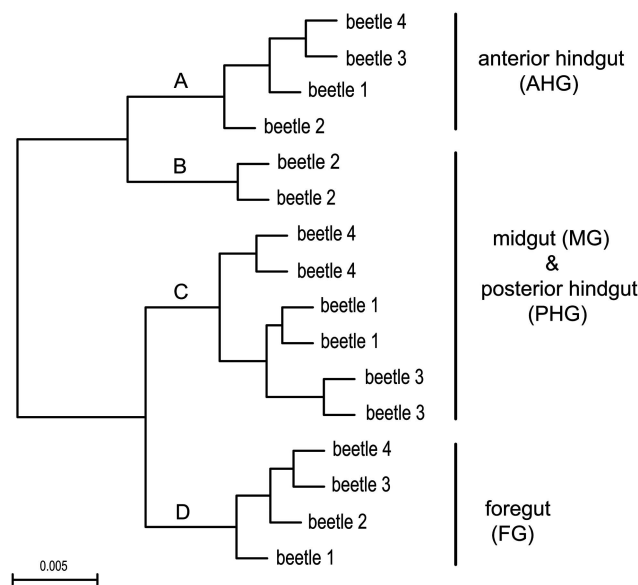 beetle 4
beetle 3
beetle 1
beetle 2
A
anterior hindgut
(AHG)
beetle 2
beetle 2
B
beetle 4
beetle 4
beetle 1
beetle 1
beetle 3
beetle 3
C
midgut (MG)
&
posterior hindgut
(PHG)
beetle 4
beetle 3
beetle 2
beetle 1
D
foregut
(FG)
0.005